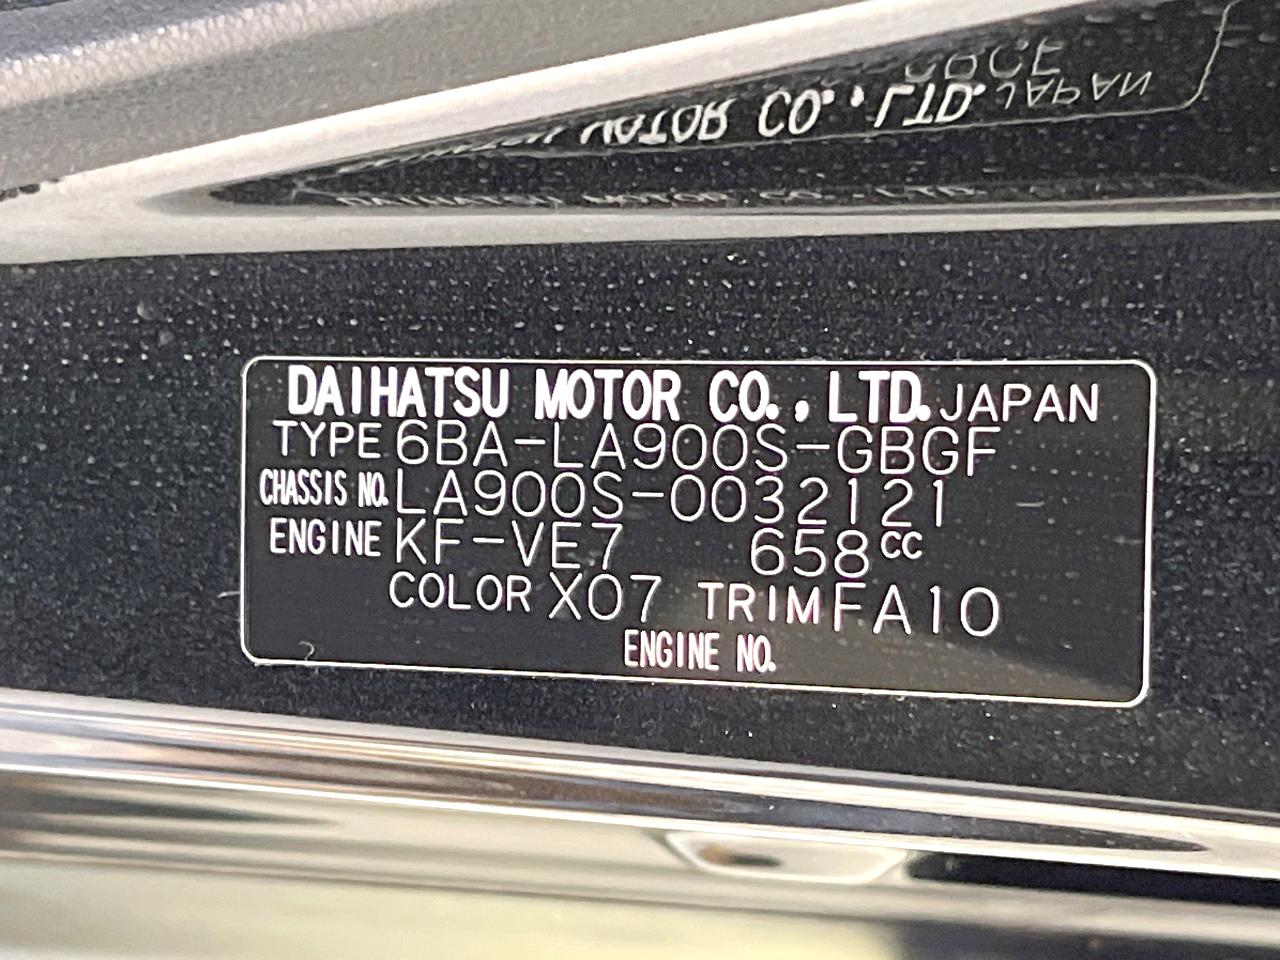 DAIHATSU MOTOR CO., LTD. JAPAN
TYPE 6BA-LA900S-GBGF
CHASSIS NO. LA900S-0032121
ENGINE KF-VE7 658cc
COLOR X07 TRIM FA10
ENGINE NO.